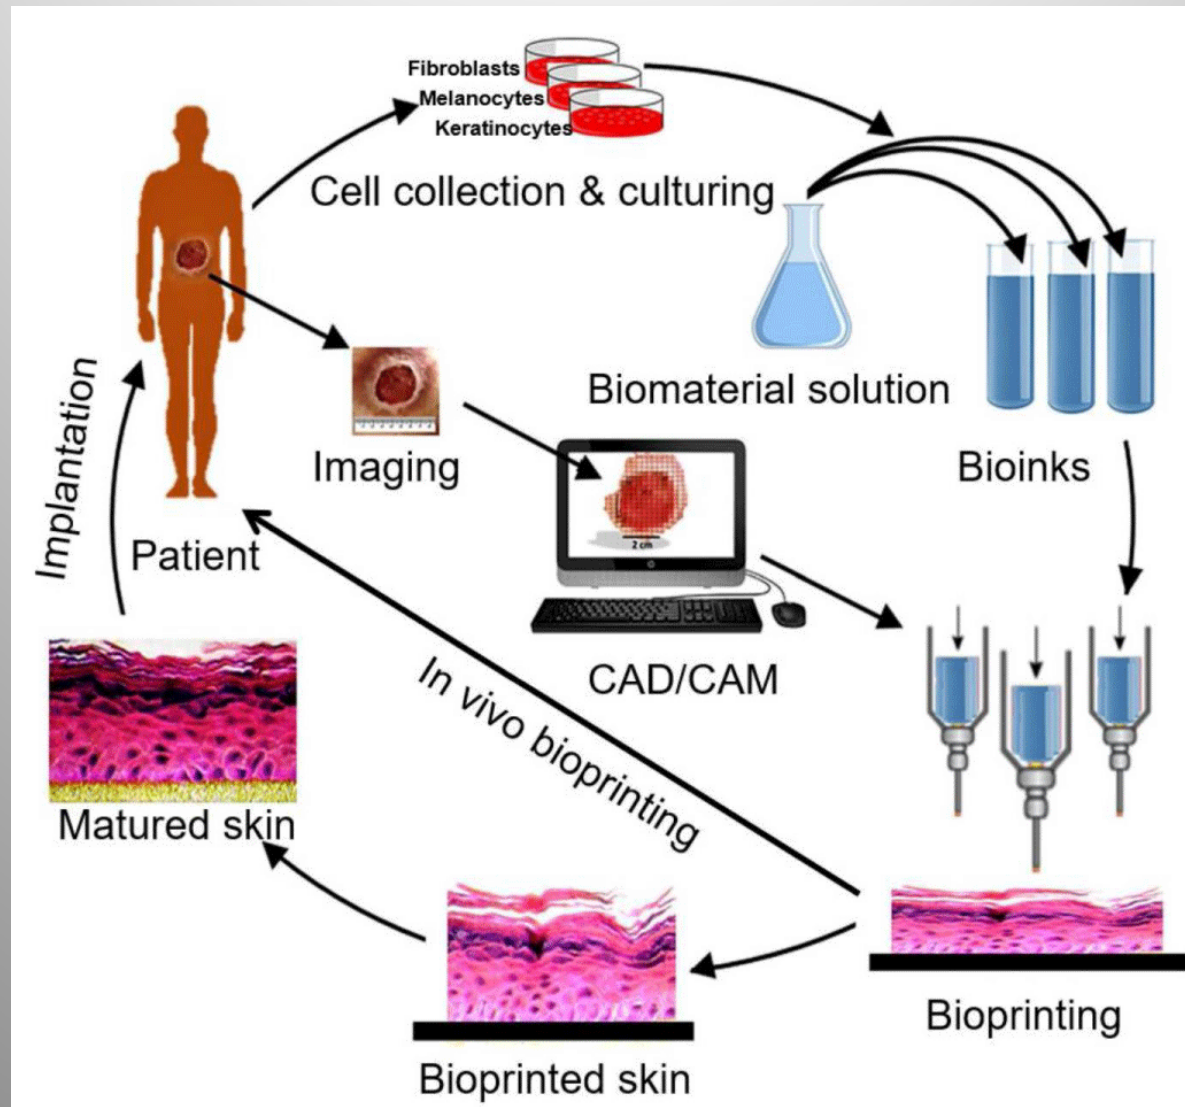 Fibroblasts
Melanocytes
Keratinocytes
Cell collection & culturing
Biomaterial solution
Bioinks
Imaging
Implantation
Patient
2 cm
CAD/CAM
In vivo bioprinting
Matured skin
Bioprinting
Bioprinted skin